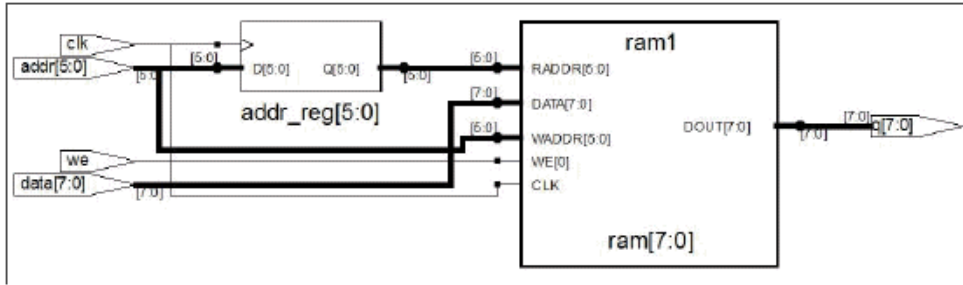 clk
addr[5:0]
[5:0]
[5:0]
D[5:0]
Q[5:0]
[5:0]
addr_reg[5:0]
we
data[7:0]
[7:0]
ram1
[5:0]
RADDR[5:0]
[7:0]
DATA[7:0]
[5:0]
WADDR[5:0]
WE[0]
CLK
DOUT[7:0]
[7:0]
[7:0]
q[7:0]
ram[7:0]